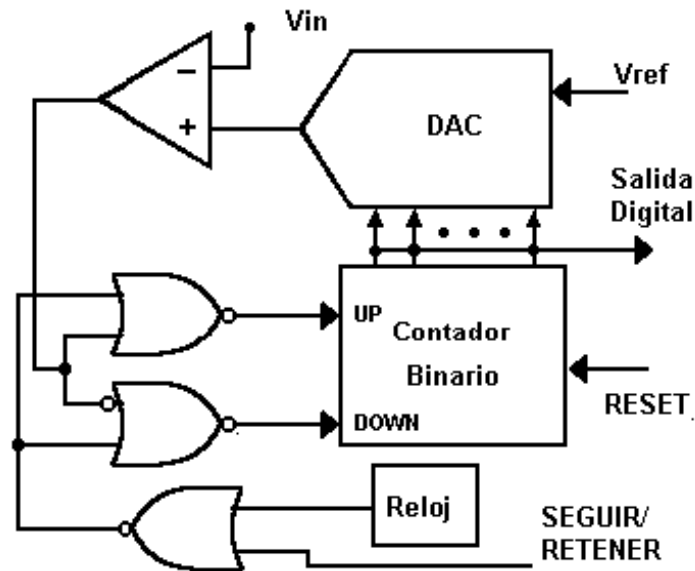 Vin
−
+
DAC
Vref
Salida
Digital
UP
Contador
Binario
DOWN
RESET
Reloj
SEGUIR/
RETENER